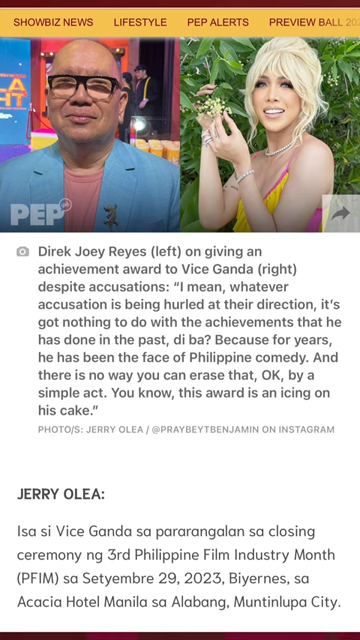 SHOWBIZ NEWS LIFESTYLE PEP ALERTS PREVIEW BALL 202
PEP
Direk Joey Reyes (left) on giving an
achievement award to Vice Ganda (right)
despite accusations: “I mean, whatever
accusation is being hurled at their direction, it’s
got nothing to do with the achievements that he
has done in the past, di ba? Because for years,
he has been the face of Philippine comedy. And
there is no way you can erase that, OK, by a
simple act. You know, this award is an icing on
his cake.”
PHOTO/S: JERRY OLEA / @PRAYBEYTBENJAMIN ON INSTAGRAM
JERRY OLEA:
Isa si Vice Ganda sa pararangalan sa closing
ceremony ng 3rd Philippine Film Industry Month
(PFIM) sa Setyembre 29, 2023, Biyernes, sa
Acacia Hotel Manila sa Alabang, Muntinlupa City.